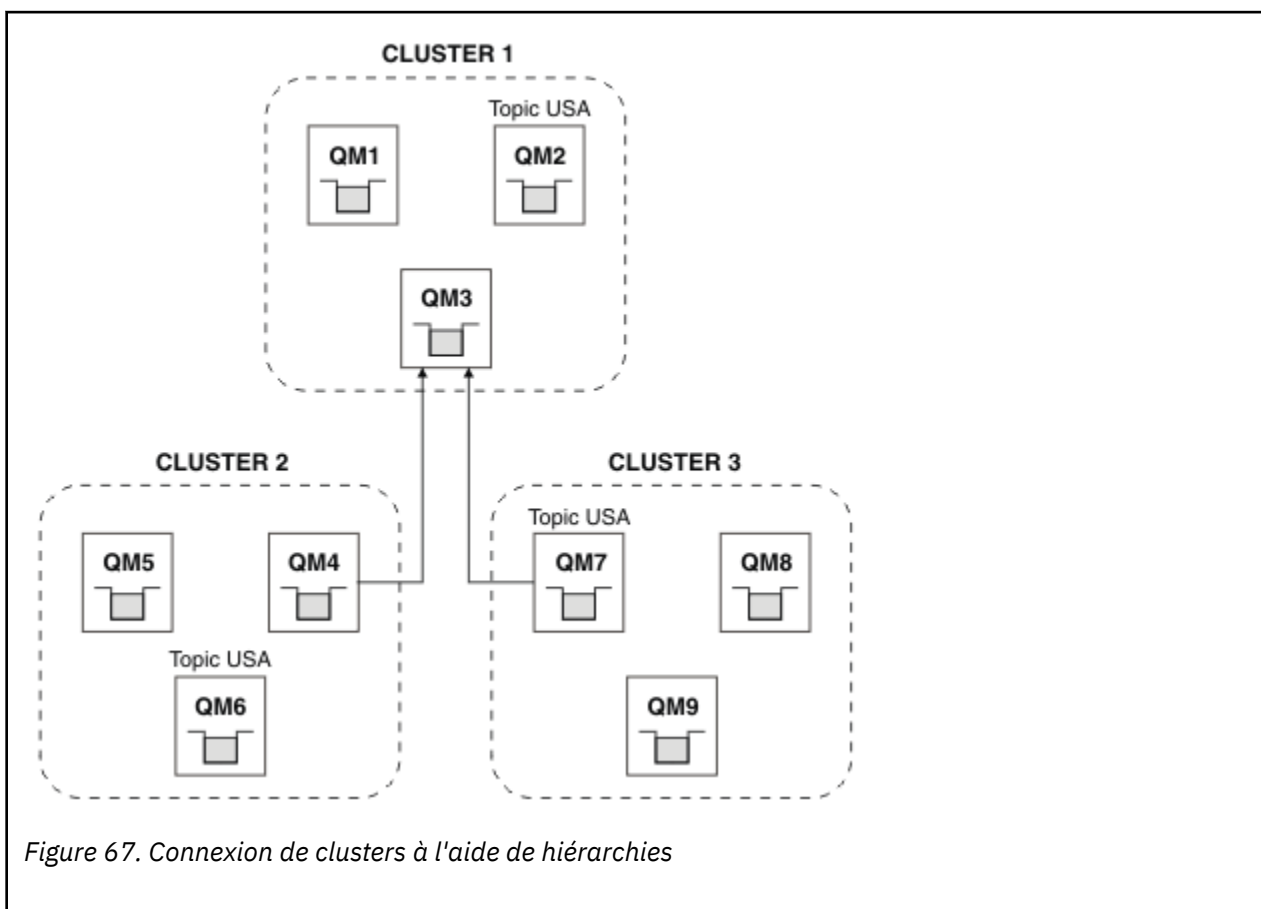 CLUSTER 1
Topic USA
QM1
QM2
QM3
CLUSTER 2
CLUSTER 3
Topic USA
QM5
QM4
QM7
QM8
Topic USA
QM6
QM9
Figure 67. Connexion de clusters à l'aide de hiérarchies